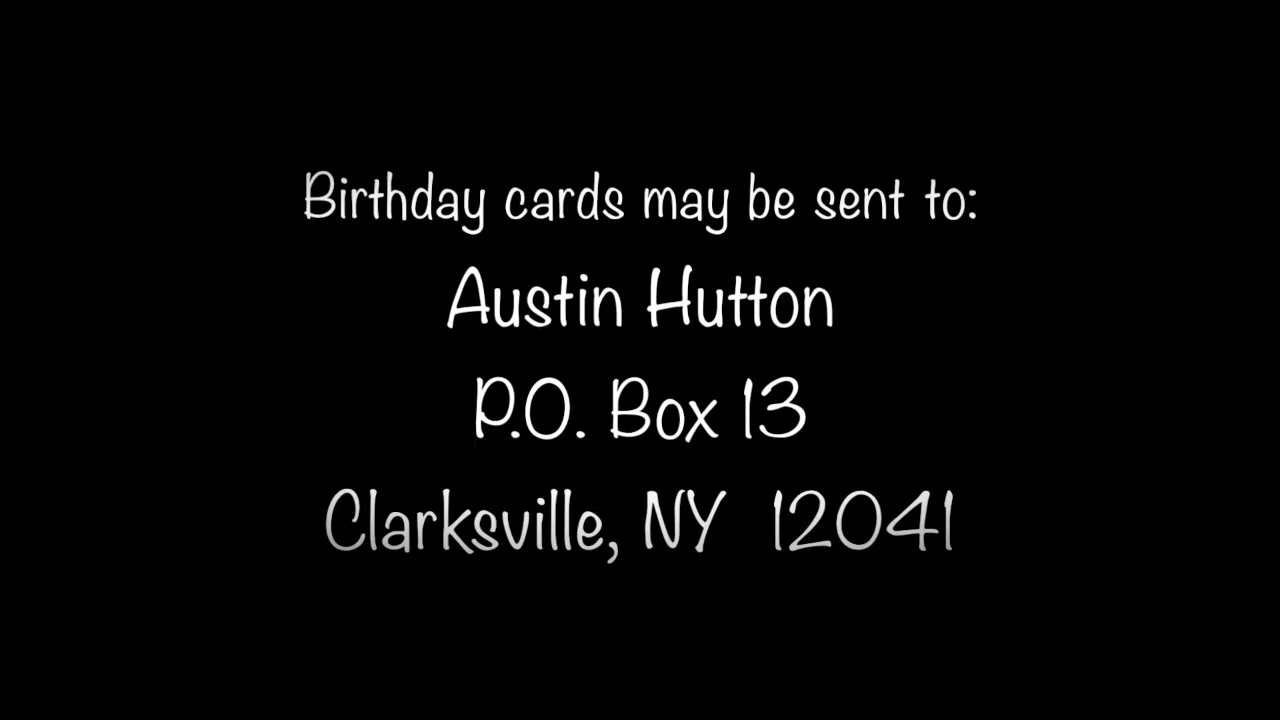 Birthday cards may be sent to:
Austin Hutton
P.O. Box 13
Clarksville, NY 12041